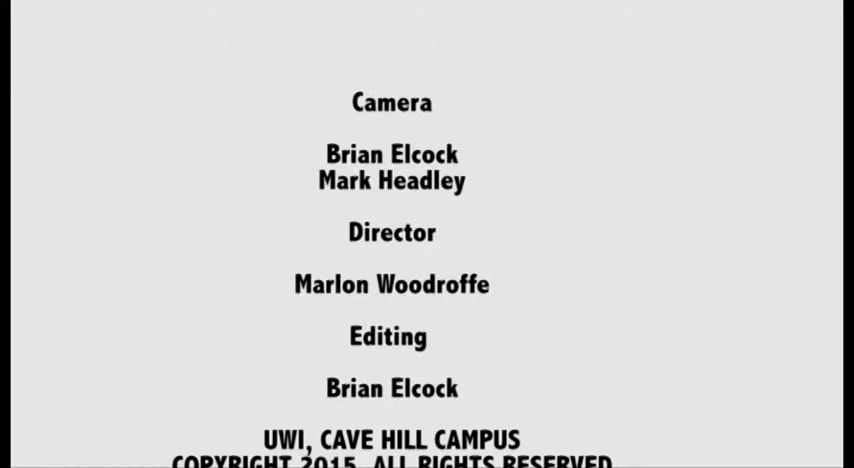 Camera
Brian Elcock
Mark Headley
Director
Marlon Woodroffe
Editing
Brian Elcock
UWI, CAVE HILL CAMPUS
COPYRIGHT 2015. ALL RIGHTS RESERVED